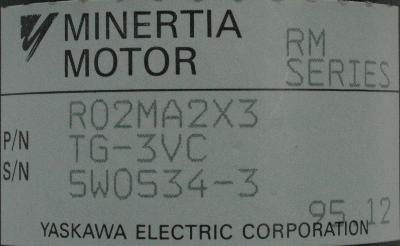 MINERTIA
MOTOR
RM
SERIES
R02MA2X3
P/N TG-3VC
S/N 5W0534-3
95 12
YASKAWA ELECTRIC CORPORATION